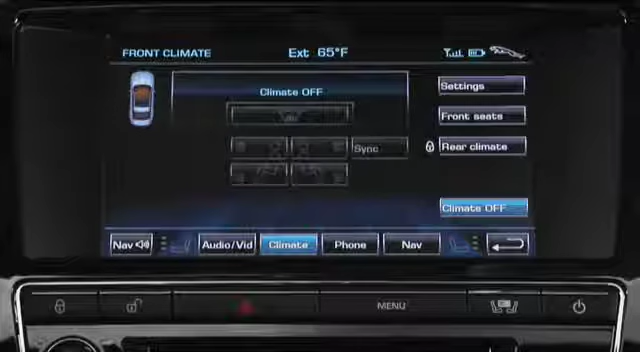 FRONT CLIMATE Ext 65°F
Climate OFF
Settings
Front seats
Sync
Rear climate
Climate OFF
Nav Audio/Vid Climate Phone Nav
MENU